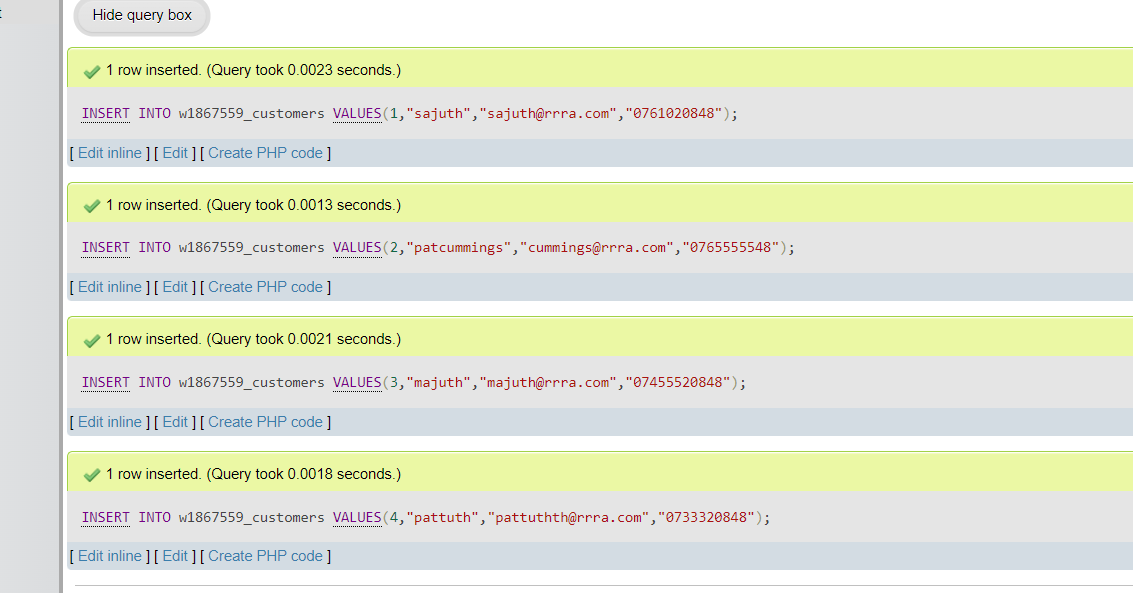 t
Hide query box
1 row inserted. (Query took 0.0023 seconds.)
INSERT INTO w1867559_customers VALUES(1,"sajuth","sajuth@rrra.com","0761020848");
[ Edit inline ] [ Edit ] [ Create PHP code ]
1 row inserted. (Query took 0.0013 seconds.)
INSERT INTO w1867559_customers VALUES(2,"patcummings","cummings@rrra.com","0765555548");
[ Edit inline ] [ Edit ] [ Create PHP code ]
1 row inserted. (Query took 0.0021 seconds.)
INSERT INTO w1867559_customers VALUES(3,"majuth","majuth@rrra.com","07455520848");
[ Edit inline ] [ Edit ] [ Create PHP code ]
1 row inserted. (Query took 0.0018 seconds.)
INSERT INTO w1867559_customers VALUES(4,"pattuth","pattuthth@rrra.com","0733320848");
[ Edit inline ] [ Edit ] [ Create PHP code ]